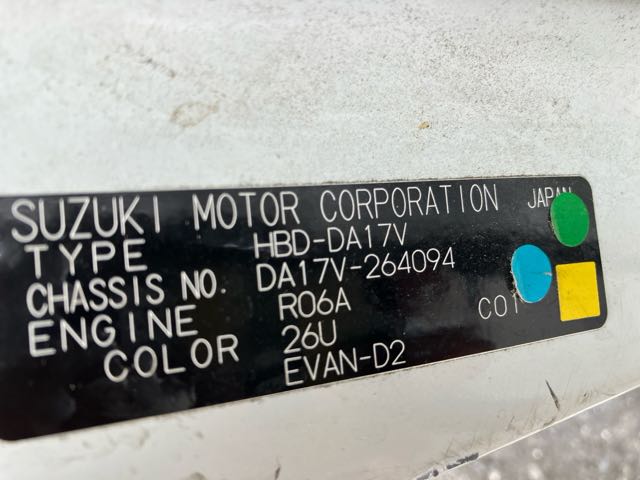 SUZUKI MOTOR CORPORATION JAPAN
TYPE HBD-DA17V
CHASSIS NO. DA17V-264094
ENGINE R06A
COLOR 26U C01
EVAN-D2